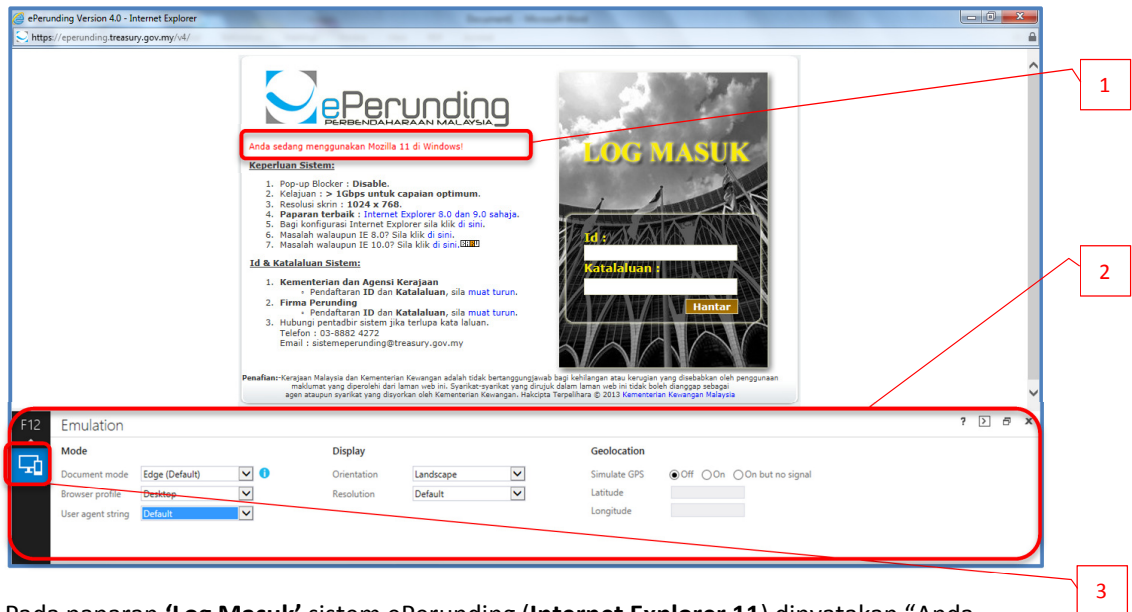 ePerunding Version 4.0 - Internet Explorer
https://eperunding.treasury.gov.my/v4/
ePerunding
PERBENDAHARAAN MALAYSIA
Anda sedang menggunakan Mozilla 11 di Windows!
Keperluan Sistem:
1. Pop-up Blocker : Disable.
2. Kelajuan : > 1Gbps untuk capaian optimum.
3. Resolusi skrin : 1024 x 768.
4. Paparan terbaik : Internet Explorer 8.0 dan 9.0 sahaja.
5. Bagi konfigurasi Internet Explorer sila klik di sini.
6. Masalah walaupun IE 8.0? Sila klik di sini.
7. Masalah walaupun IE 10.0? Sila klik di sini.
Id & Katalaluan Sistem:
1. Kementerian dan Agensi Kerajaan
◦ Pendaftaran ID dan Katalaluan, sila muat turun.
2. Firma Perunding
◦ Pendaftaran ID dan Katalaluan, sila muat turun.
3. Hubungi pentadbir sistem jika terlupa kata laluan.
Telefon : 03-8882 4272
Email : sistemeperunding@treasury.gov.my
LOG MASUK
Id :
Katalaluan :
Hantar
Penafian:-Kerajaan Malaysia dan Kementerian Kewangan adalah tidak bertanggungjawab bagi kehilangan atau kerugian yang disebabkan oleh penggunaan
maklumat yang diperolehi dari laman web ini. Syarikat-syarikat yang dirujuk dalam laman web ini tidak boleh dianggap sebagai
agen ataupun syarikat yang disyorkan oleh Kementerian Kewangan. Hakcipta Terpelihara © 2013 Kementerian Kewangan Malaysia
1
2
3
F12 Emulation ?
Mode
Document mode Edge (Default)
Browser profile Desktop
User agent string Default
Display
Orientation Landscape
Resolution Default
Geolocation
Simulate GPS Off On On but no signal
Latitude
Longitude
Pada paparan 'Log Masuk' sistem ePerunding (Internet Explorer 11) dinyatakan "Anda